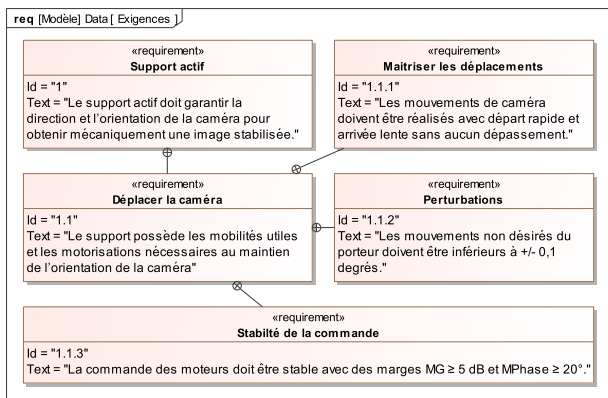 req [Modèle] Data [ Exigences ]
«requirement»
Support actif
Id = "1"
Text = "Le support actif doit garantir la
direction et l'orientation de la caméra pour
obtenir mécaniquement une image stabilisée."
«requirement»
Maitriser les déplacements
Id = "1.1.1"
Text = "Les mouvements de caméra
doivent être réalisés avec départ rapide et
arrivée lente sans aucun dépassement."
«requirement»
Déplacer la caméra
Id = "1.1"
Text = "Le support possède les mobilités utiles
et les motorisations nécessaires au maintien
de l'orientation de la caméra"
«requirement»
Perturbations
Id = "1.1.2"
Text = "Les mouvements non désirés du
porteur doivent être inférieurs à +/- 0,1
degrés."
«requirement»
Stabilté de la commande
Id = "1.1.3"
Text = "La commande des moteurs doit être stable avec des marges MG ≥ 5 dB et MPhase ≥ 20°."